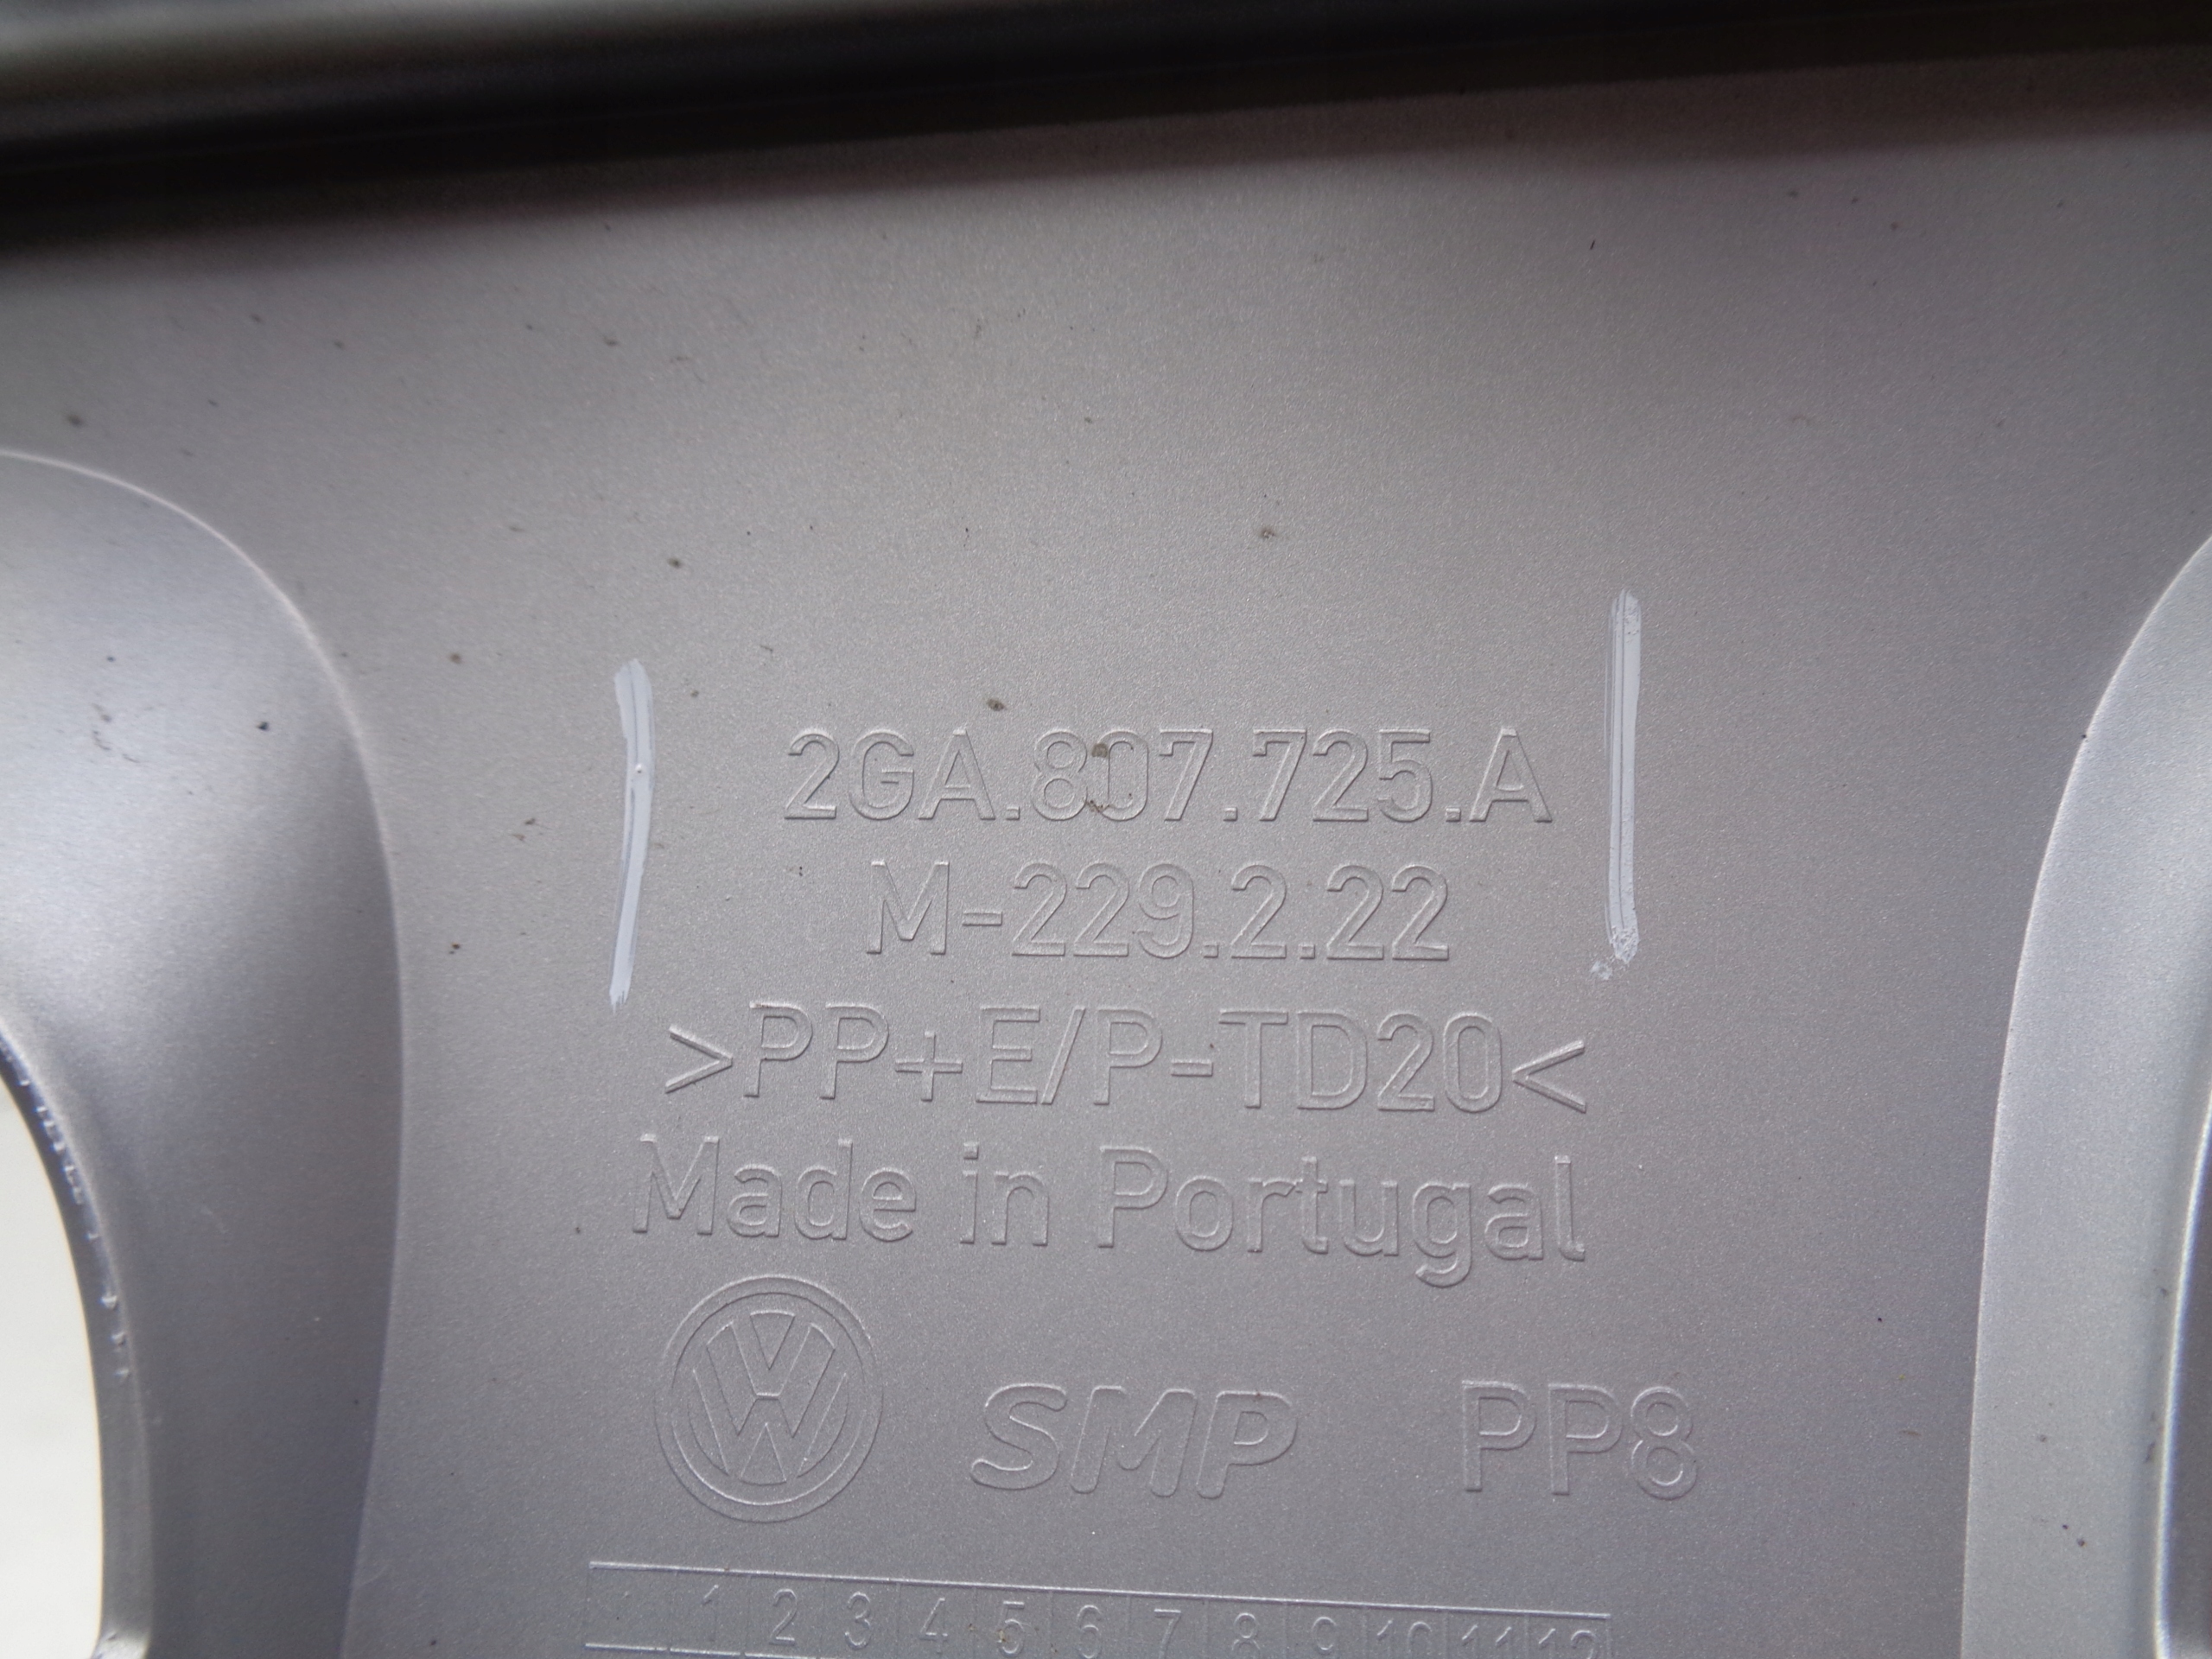 2GA.807.725.A
M-229.2.22
>PP+E/P-TD20<
Made in Portugal
VW SMP PP8
1 2 3 4 5 6 7 8 9 10 11 12